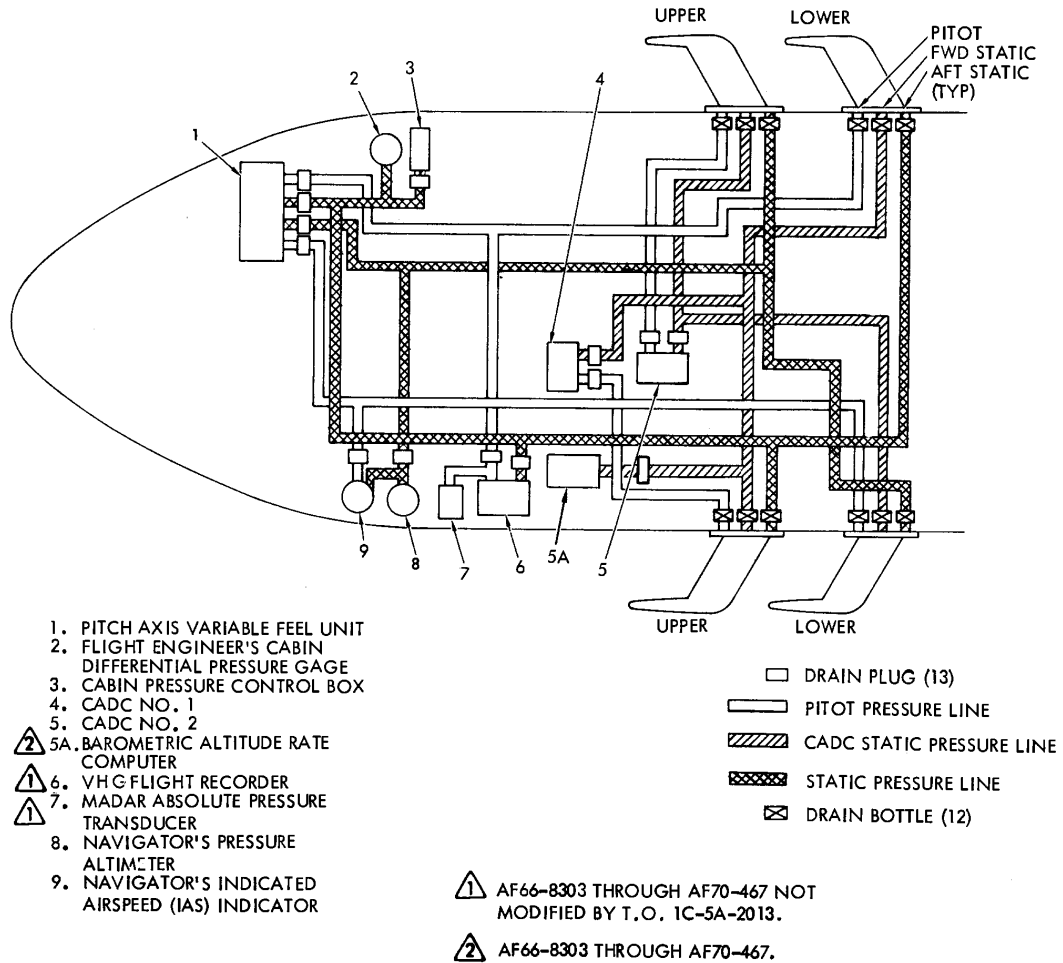 UPPER
LOWER
PITOT
FWD STATIC
AFT STATIC
(TYP)
1
2
3
4
5
5A
6
7
8
9
UPPER
LOWER
1. PITCH AXIS VARIABLE FEEL UNIT
2. FLIGHT ENGINEER'S CABIN
DIFFERENTIAL PRESSURE GAGE
3. CABIN PRESSURE CONTROL BOX
4. CADC NO. 1
5. CADC NO. 2
2 5A. BAROMETRIC ALTITUDE RATE
COMPUTER
1 6. VHG FLIGHT RECORDER
1 7. MADAR ABSOLUTE PRESSURE
TRANSDUCER
8. NAVIGATOR'S PRESSURE
ALTIMETER
9. NAVIGATOR'S INDICATED
AIRSPEED (IAS) INDICATOR
DRAIN PLUG (13)
PITOT PRESSURE LINE
CADC STATIC PRESSURE LINE
STATIC PRESSURE LINE
DRAIN BOTTLE (12)
1 AF66-8303 THROUGH AF70-467 NOT
MODIFIED BY T.O. 1C-5A-2013.
2 AF66-8303 THROUGH AF70-467.